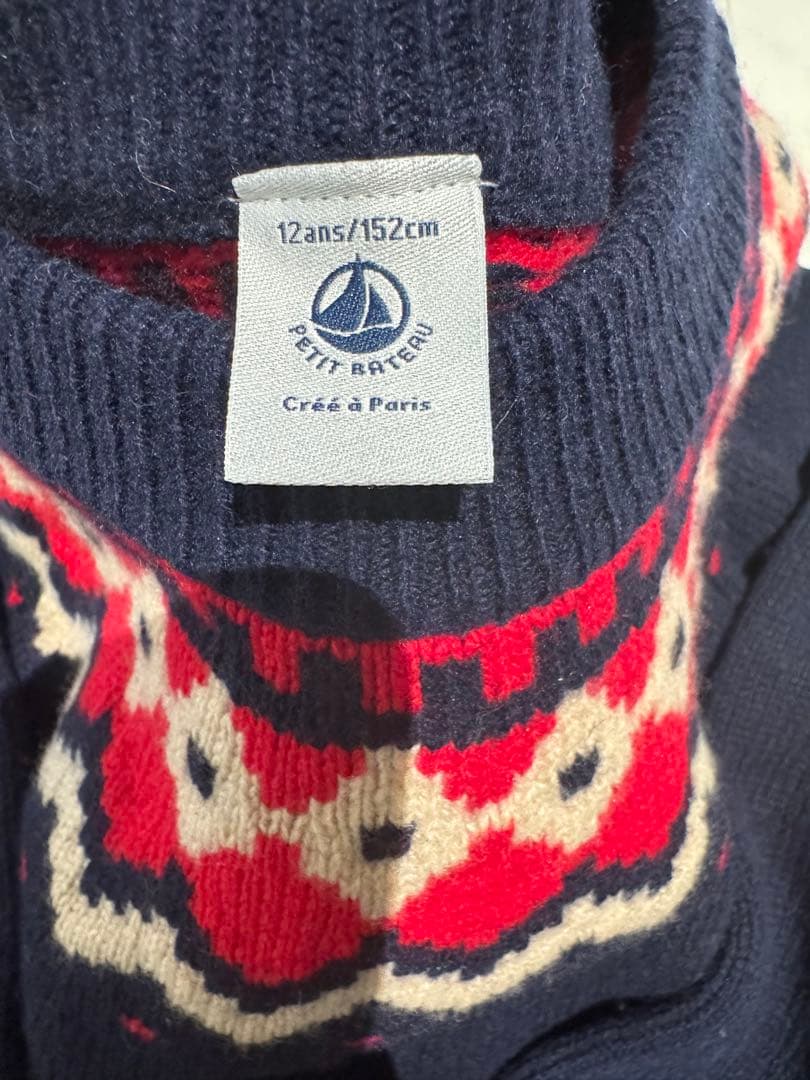 12ans/152cm
PETIT BATEAU
Créé à Paris